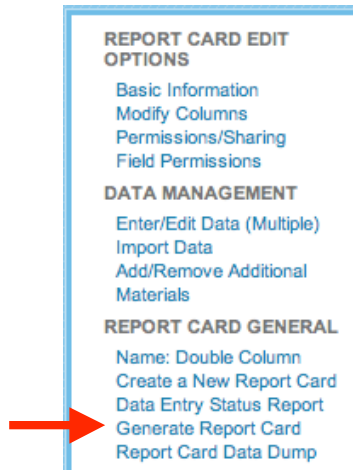 REPORT CARD EDIT
OPTIONS
Basic Information
Modify Columns
Permissions/Sharing
Field Permissions
DATA MANAGEMENT
Enter/Edit Data (Multiple)
Import Data
Add/Remove Additional
Materials
REPORT CARD GENERAL
Name: Double Column
Create a New Report Card
Data Entry Status Report
Generate Report Card
Report Card Data Dump